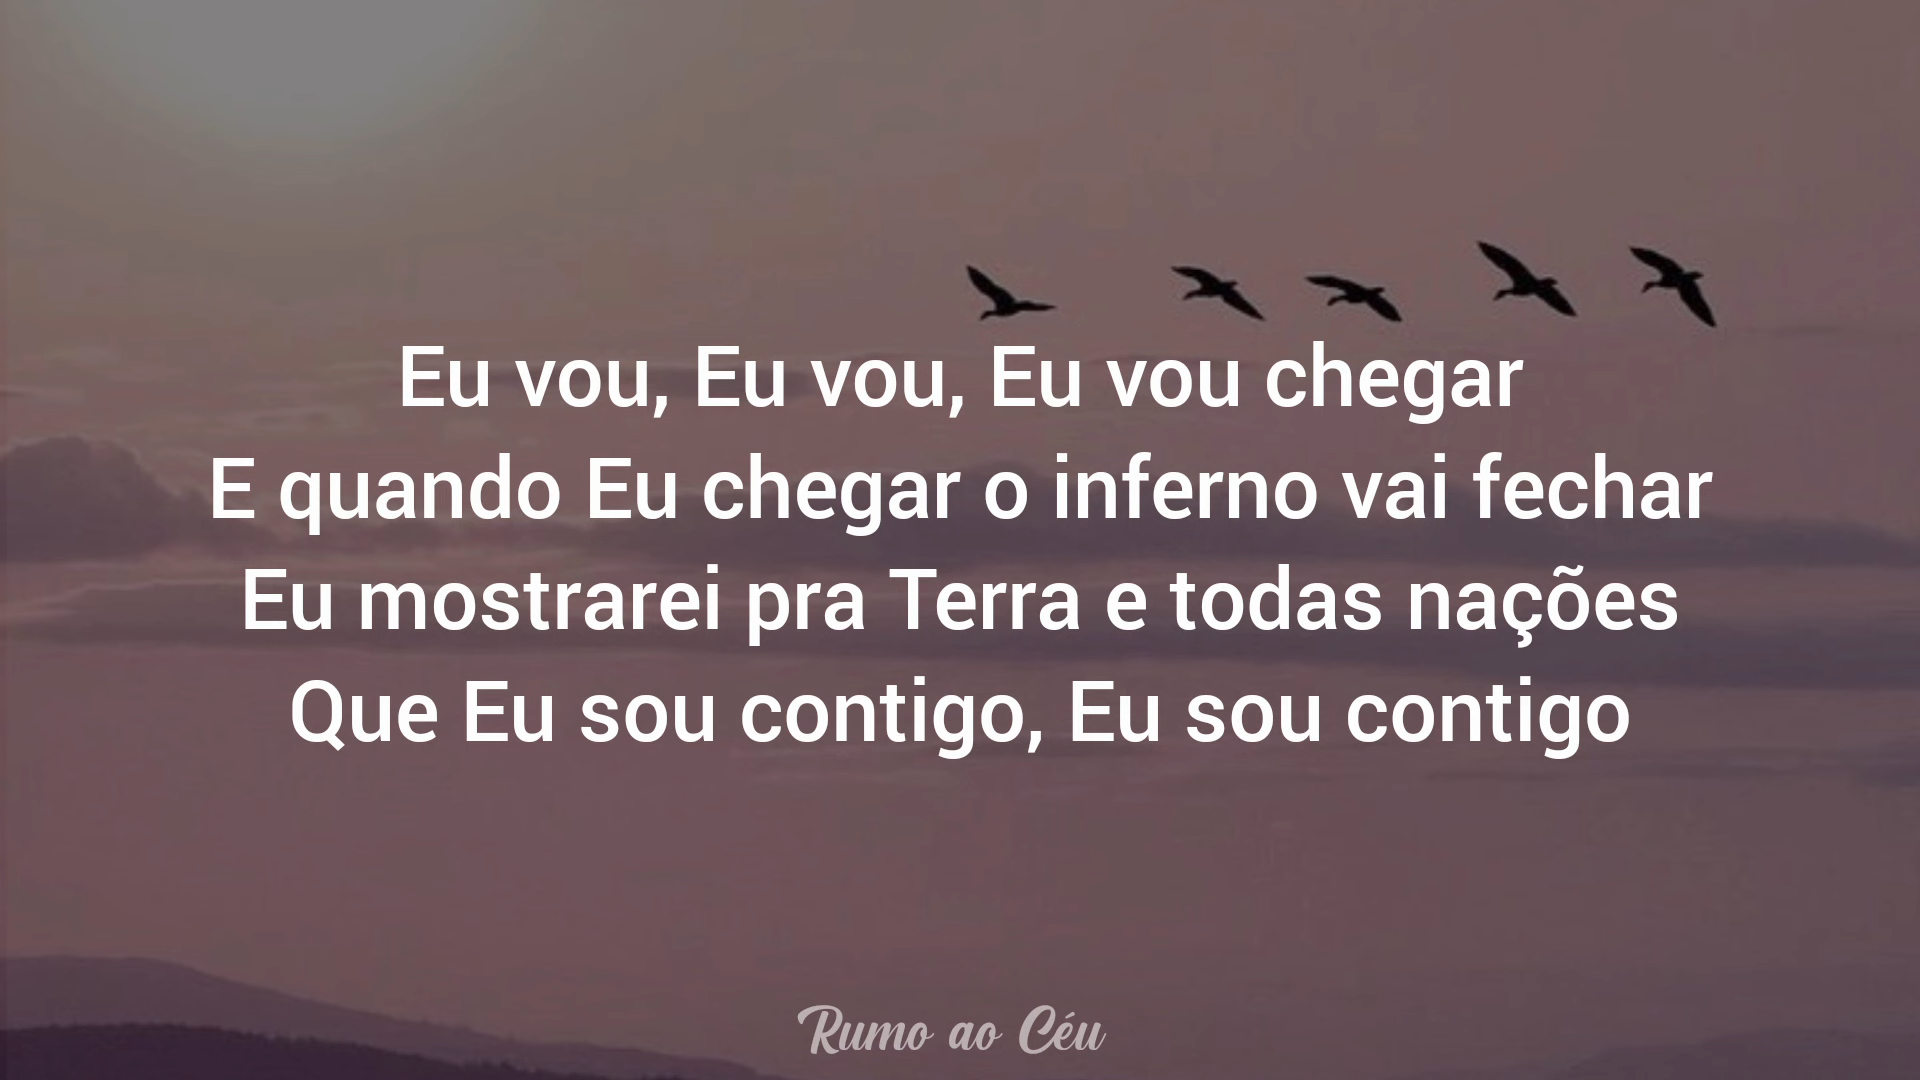 Eu vou, Eu vou, Eu vou chegar
E quando Eu chegar o inferno vai fechar
Eu mostrarei pra Terra e todas nações
Que Eu sou contigo, Eu sou contigo
Rumo ao Céu